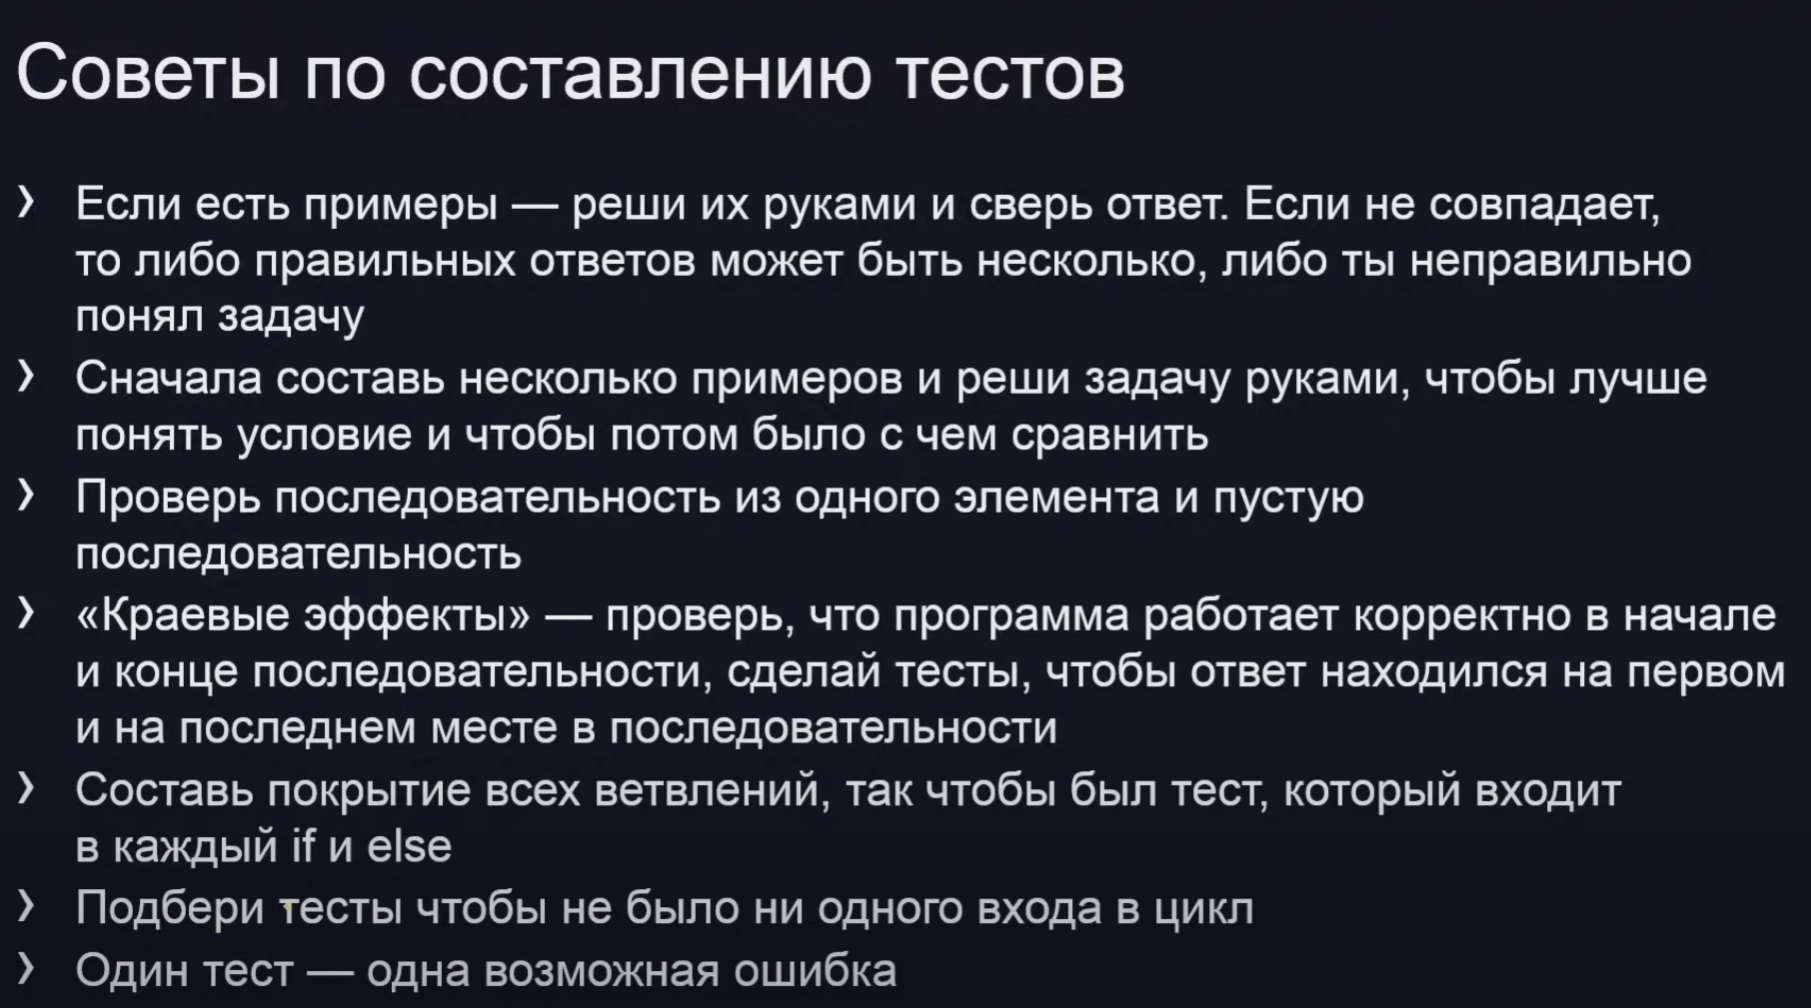 Советы по составлению тестов
› Если есть примеры — реши их руками и сверь ответ. Если не совпадает,
то либо правильных ответов может быть несколько, либо ты неправильно
понял задачу
› Сначала составь несколько примеров и реши задачу руками, чтобы лучше
понять условие и чтобы потом было с чем сравнить
› Проверь последовательность из одного элемента и пустую
последовательность
› «Краевые эффекты» — проверь, что программа работает корректно в начале
и конце последовательности, сделай тесты, чтобы ответ находился на первом
и на последнем месте в последовательности
› Составь покрытие всех ветвлений, так чтобы был тест, который входит
в каждый if и else
› Подбери тесты чтобы не было ни одного входа в цикл
› Один тест — одна возможная ошибка